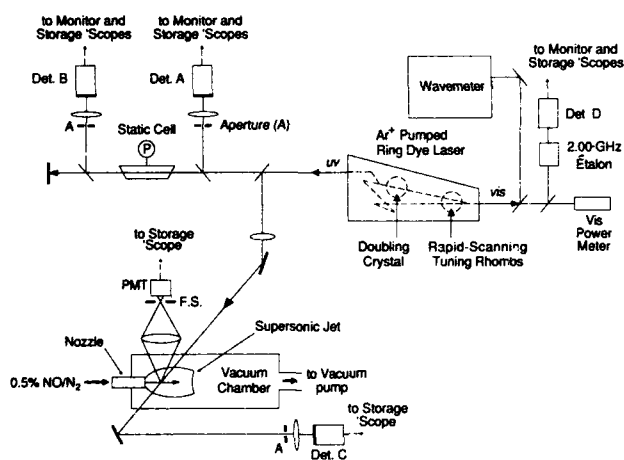 to Monitor and
Storage 'Scopes
to Monitor and
Storage 'Scopes
to Monitor and
Storage 'Scopes
Det. B
Det. A
Wavemeter
Det D
A
Aperture (A)
Static Cell
P
Ar+ Pumped
Ring Dye Laser
2.00-GHz
Étalon
uv
vis
Doubling
Crystal
Rapid-Scanning
Tuning Rhombs
Vis
Power
Meter
to Storage
'Scope
PMT
F.S.
Supersonic Jet
Nozzle
0.5% NO/N2
Vacuum
Chamber
to Vacuum
pump
to Storage
'Scope
A
Det. C